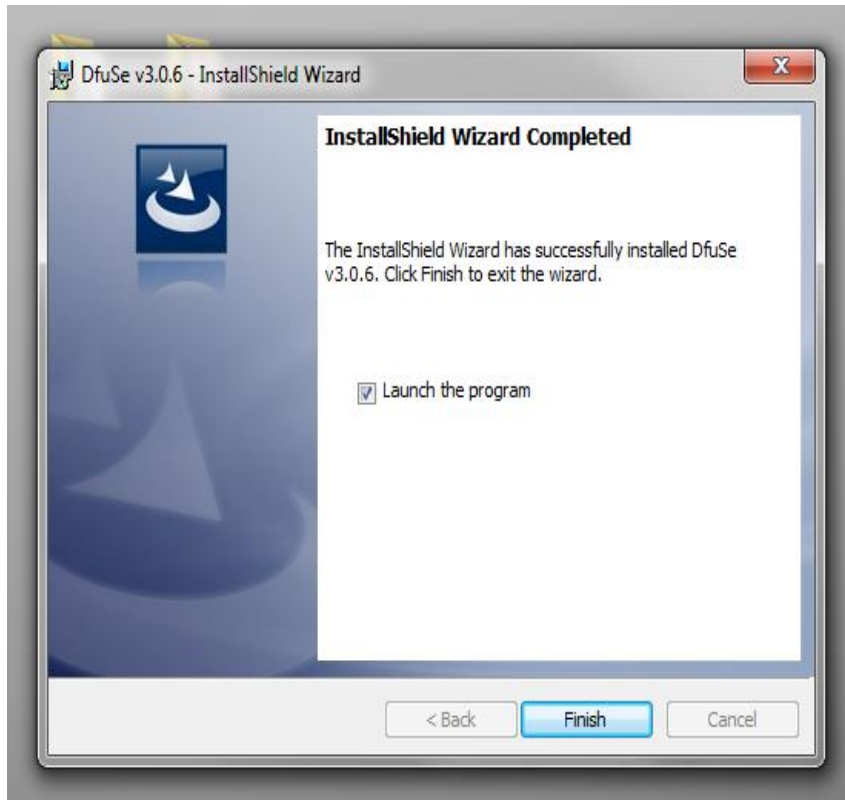 DfuSe v3.0.6 - InstallShield Wizard
X
InstallShield Wizard Completed
The InstallShield Wizard has successfully installed DfuSe
v3.0.6. Click Finish to exit the wizard.
Launch the program
< Back Finish Cancel